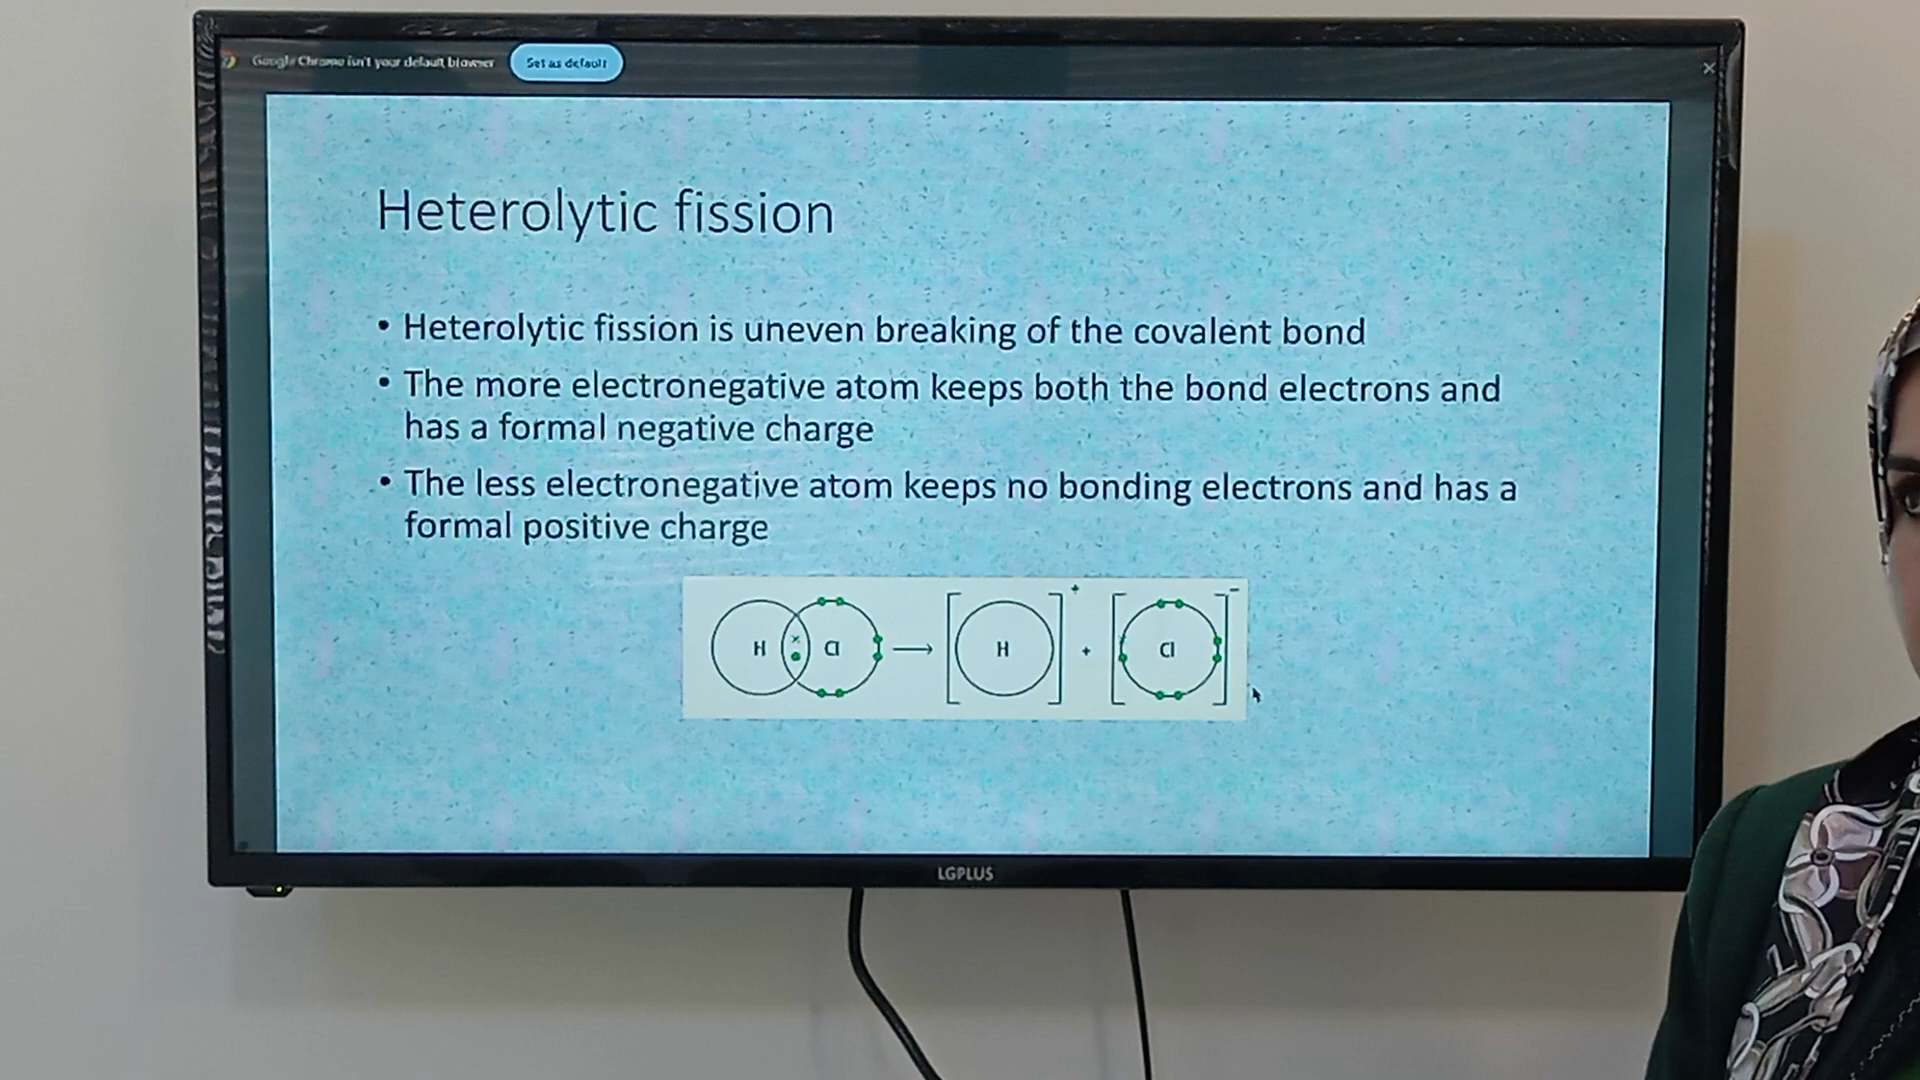 Google Chrome isn't your default browser
Set as default
Heterolytic fission
• Heterolytic fission is uneven breaking of the covalent bond
• The more electronegative atom keeps both the bond electrons and
has a formal negative charge
• The less electronegative atom keeps no bonding electrons and has a
formal positive charge
H Cl → [H]+ + [Cl]−
LGPLUS